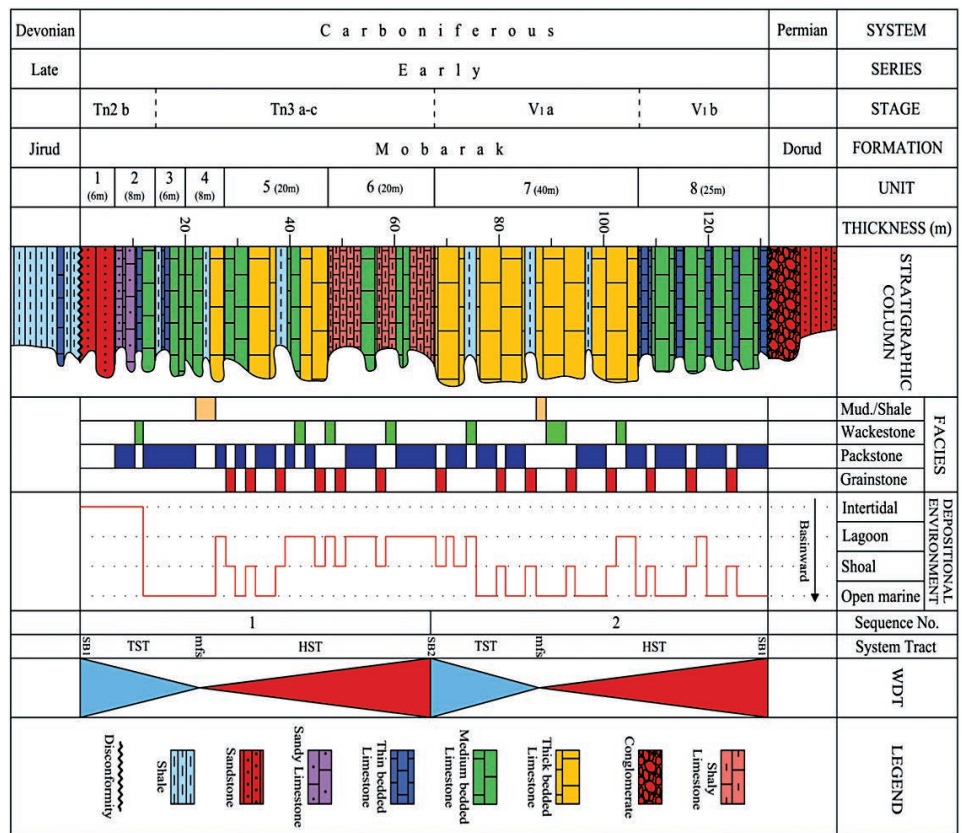 Devonian C a r b o n i f e r o u s Permian SYSTEM
Late E a r l y SERIES
Tn2 b Tn3 a-c V1 a V1 b STAGE
Jirud M o b a r a k Dorud FORMATION
1 (6m) 2 (8m) 3 (6m) 4 (8m) 5 (20m) 6 (20m) 7 (40m) 8 (25m) UNIT
20 40 60 80 100 120 THICKNESS (m)
STRATIGRAPHIC
COLUMN
Mud./Shale
Wackestone
Packstone
Grainstone
FACIES
Intertidal
Lagoon
Shoal
Open marine
Basinward
DEPOSITIONAL
ENVIRONMENT
1 2 Sequence No.
SB1 TST mfs HST SB2 TST mfs HST SB1 System Tract
WDT
Disconformity
Shale
Sandstone
Sandy Limestone
Thin bedded
Limestone
Medium bedded
Limestone
Thick bedded
Limestone
Conglomerate
Shaly
Limestone
LEGEND